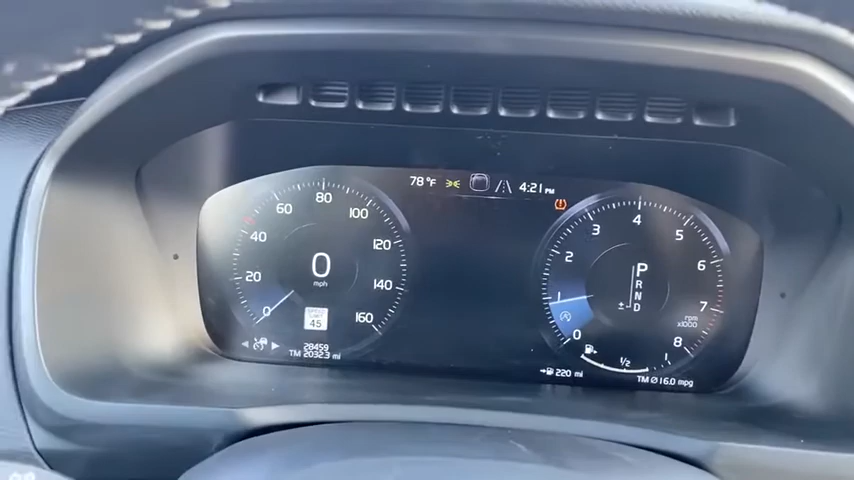 78 °F 4:21 PM
20 40 60 80 100 120 140 160
0
0
mph
SPEED LIMIT
45
28459
TM 2032.3 mi
0 1 2 3 4 5 6 7 8
P
R
N
± D
rpm
x1000
1/2 1
220 mi
TM Ø 16.0 mpg